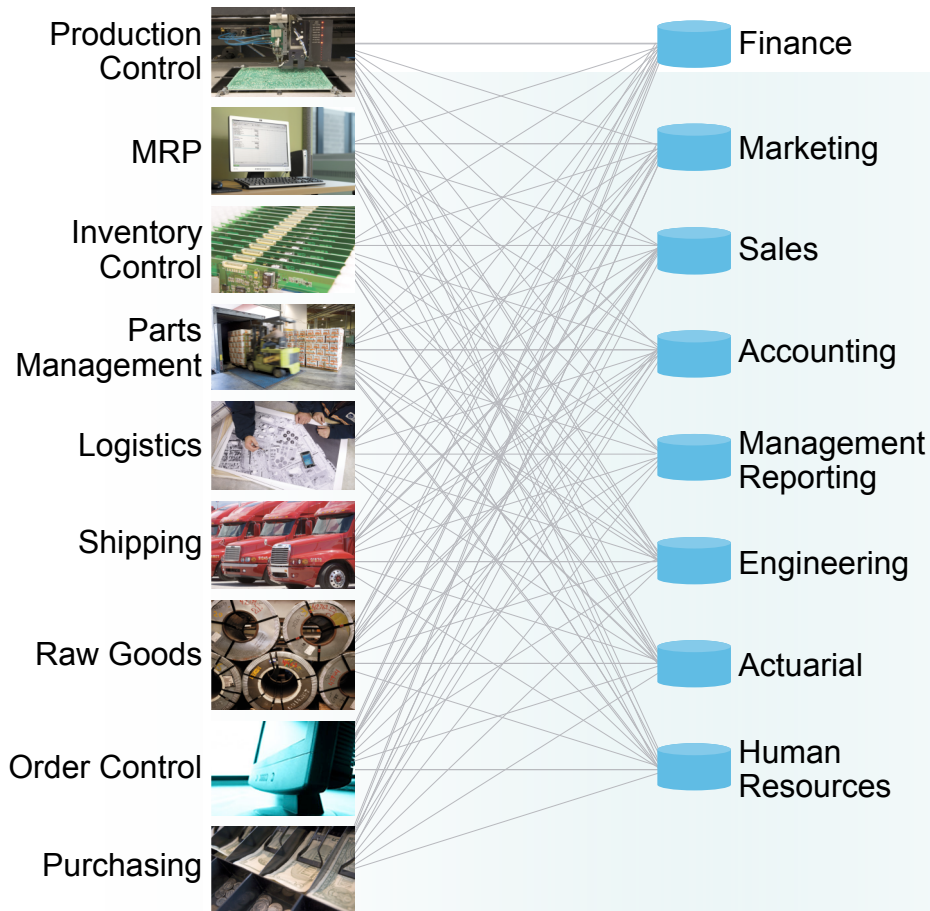 Production
Control
MRP
Inventory
Control
Parts
Management
Logistics
Shipping
Raw Goods
Order Control
Purchasing
Finance
Marketing
Sales
Accounting
Management
Reporting
Engineering
Actuarial
Human
Resources